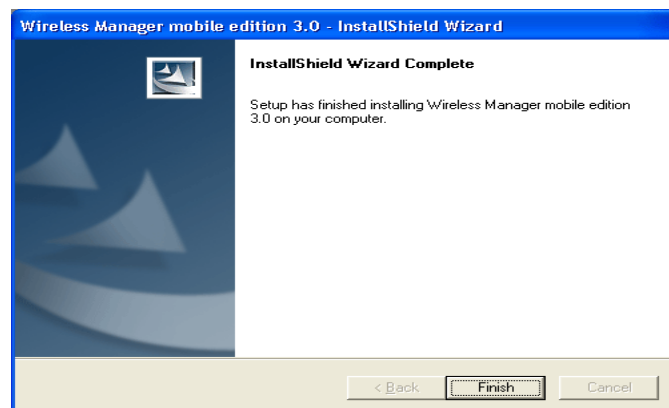 Wireless Manager mobile edition 3.0 - InstallShield Wizard
InstallShield Wizard Complete
Setup has finished installing Wireless Manager mobile edition
3.0 on your computer.
< Back Finish Cancel